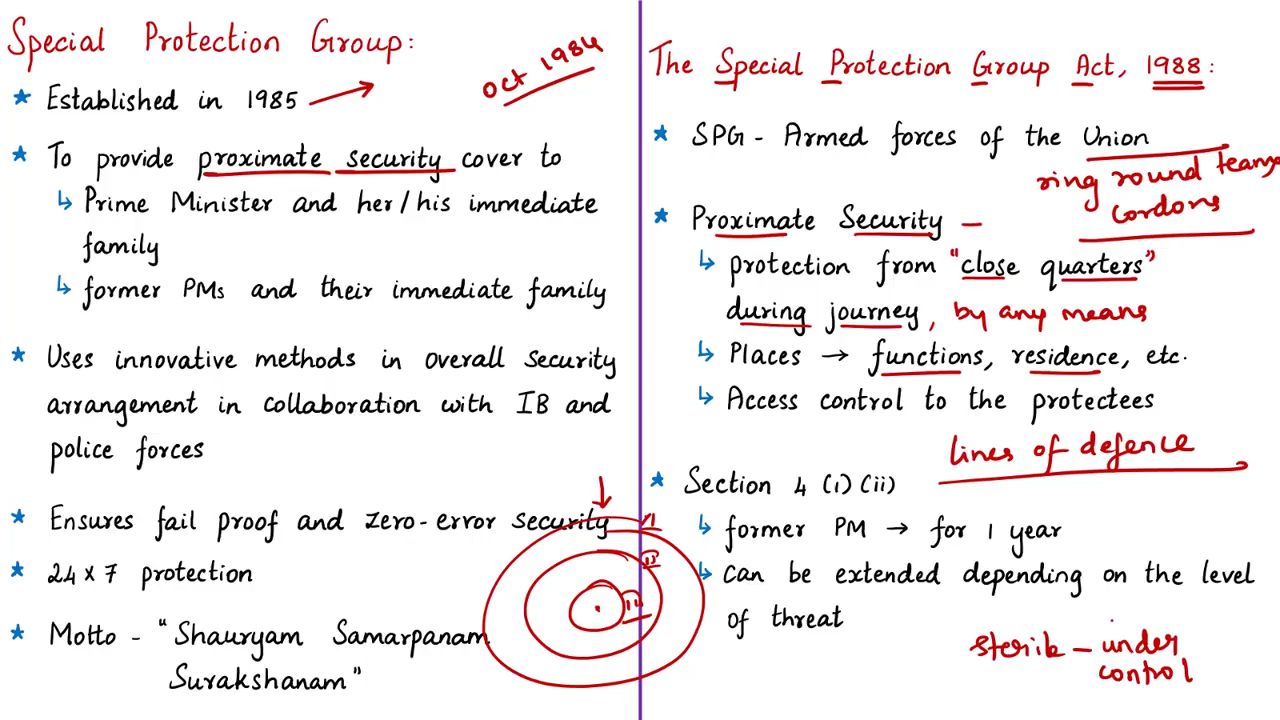 Special Protection Group:
Oct 1984
★ Established in 1985 →
★ To provide proximate security cover to
↳ Prime Minister and her/his immediate
family
↳ former PMs and their immediate family
★ Uses innovative methods in overall security
arrangement in collaboration with IB and
police forces
★ Ensures fail proof and zero-error security
★ 24×7 protection
★ Motto - "Shauryam Samarpanam
Surakshanam"
The Special Protection Group Act, 1988:
★ SPG - Armed forces of the Union
ring round teams
cordons
★ Proximate Security -
↳ protection from "close quarters"
during journey, by any means
↳ Places → functions, residence, etc.
↳ Access control to the protectees
lines of defence
★ Section 4 (i)(ii)
↳ former PM → for 1 year
↳ can be extended depending on the level
of threat
sterile - under
control